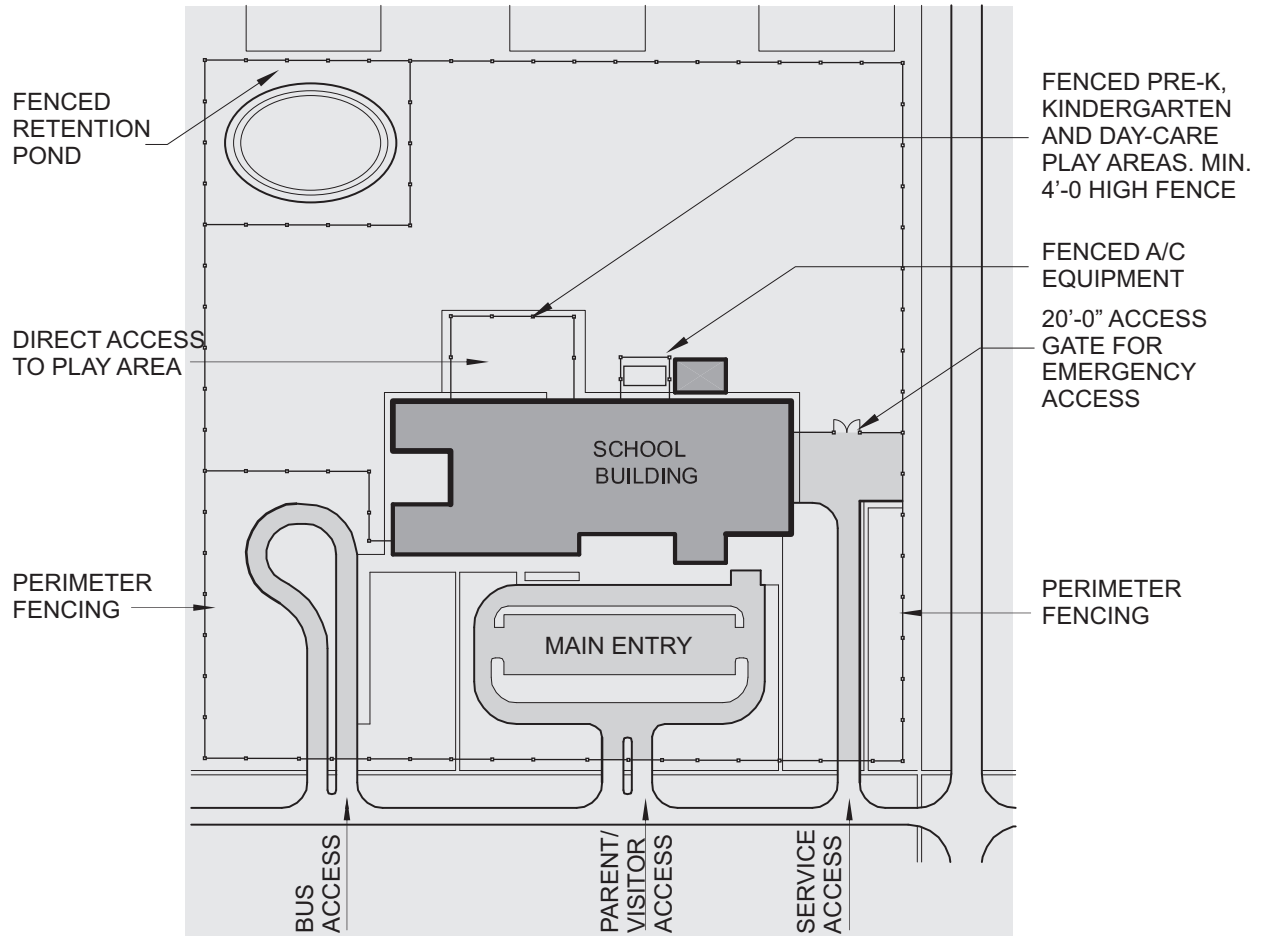 FENCED
RETENTION
POND
FENCED PRE-K,
KINDERGARTEN
AND DAY-CARE
PLAY AREAS. MIN.
4’-0 HIGH FENCE
FENCED A/C
EQUIPMENT
DIRECT ACCESS
TO PLAY AREA
20’-0” ACCESS
GATE FOR
EMERGENCY
ACCESS
SCHOOL
BUILDING
PERIMETER
FENCING
MAIN ENTRY
PERIMETER
FENCING
BUS
ACCESS
PARENT/
VISITOR
ACCESS
SERVICE
ACCESS